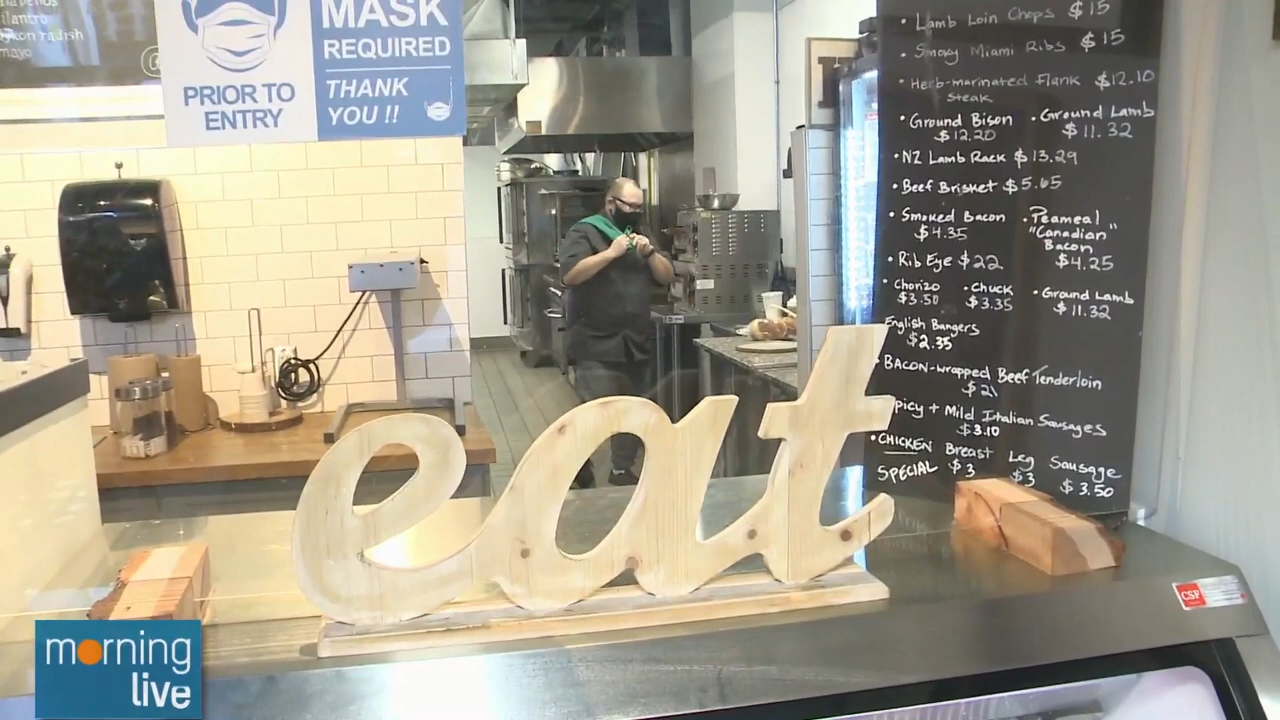 cilantro
mayo
MASK
REQUIRED
THANK
YOU !!
PRIOR TO
ENTRY
• Lamb Loin Chops $15
• Smoky Miami Ribs $15
• Herb-marinated Flank $12.10
steak
• Ground Bison
$12.20
• Ground Lamb
$11.32
• NZ Lamb Rack $13.29
• Beef Brisket $5.65
• Smoked Bacon
$4.35
• Peameal
"Canadian"
Bacon
$4.25
• Rib Eye $22
• Chorizo
$3.50
• Chuck
$3.35
• Ground Lamb
$11.32
English Bangers
$2.35
• BACON-wrapped Beef Tenderloin
$21
Spicy + Mild Italian Sausages
$3.10
• CHICKEN Breast Leg Sausage
SPECIAL $3 $3 $3.50
eat
CSF
morning
live